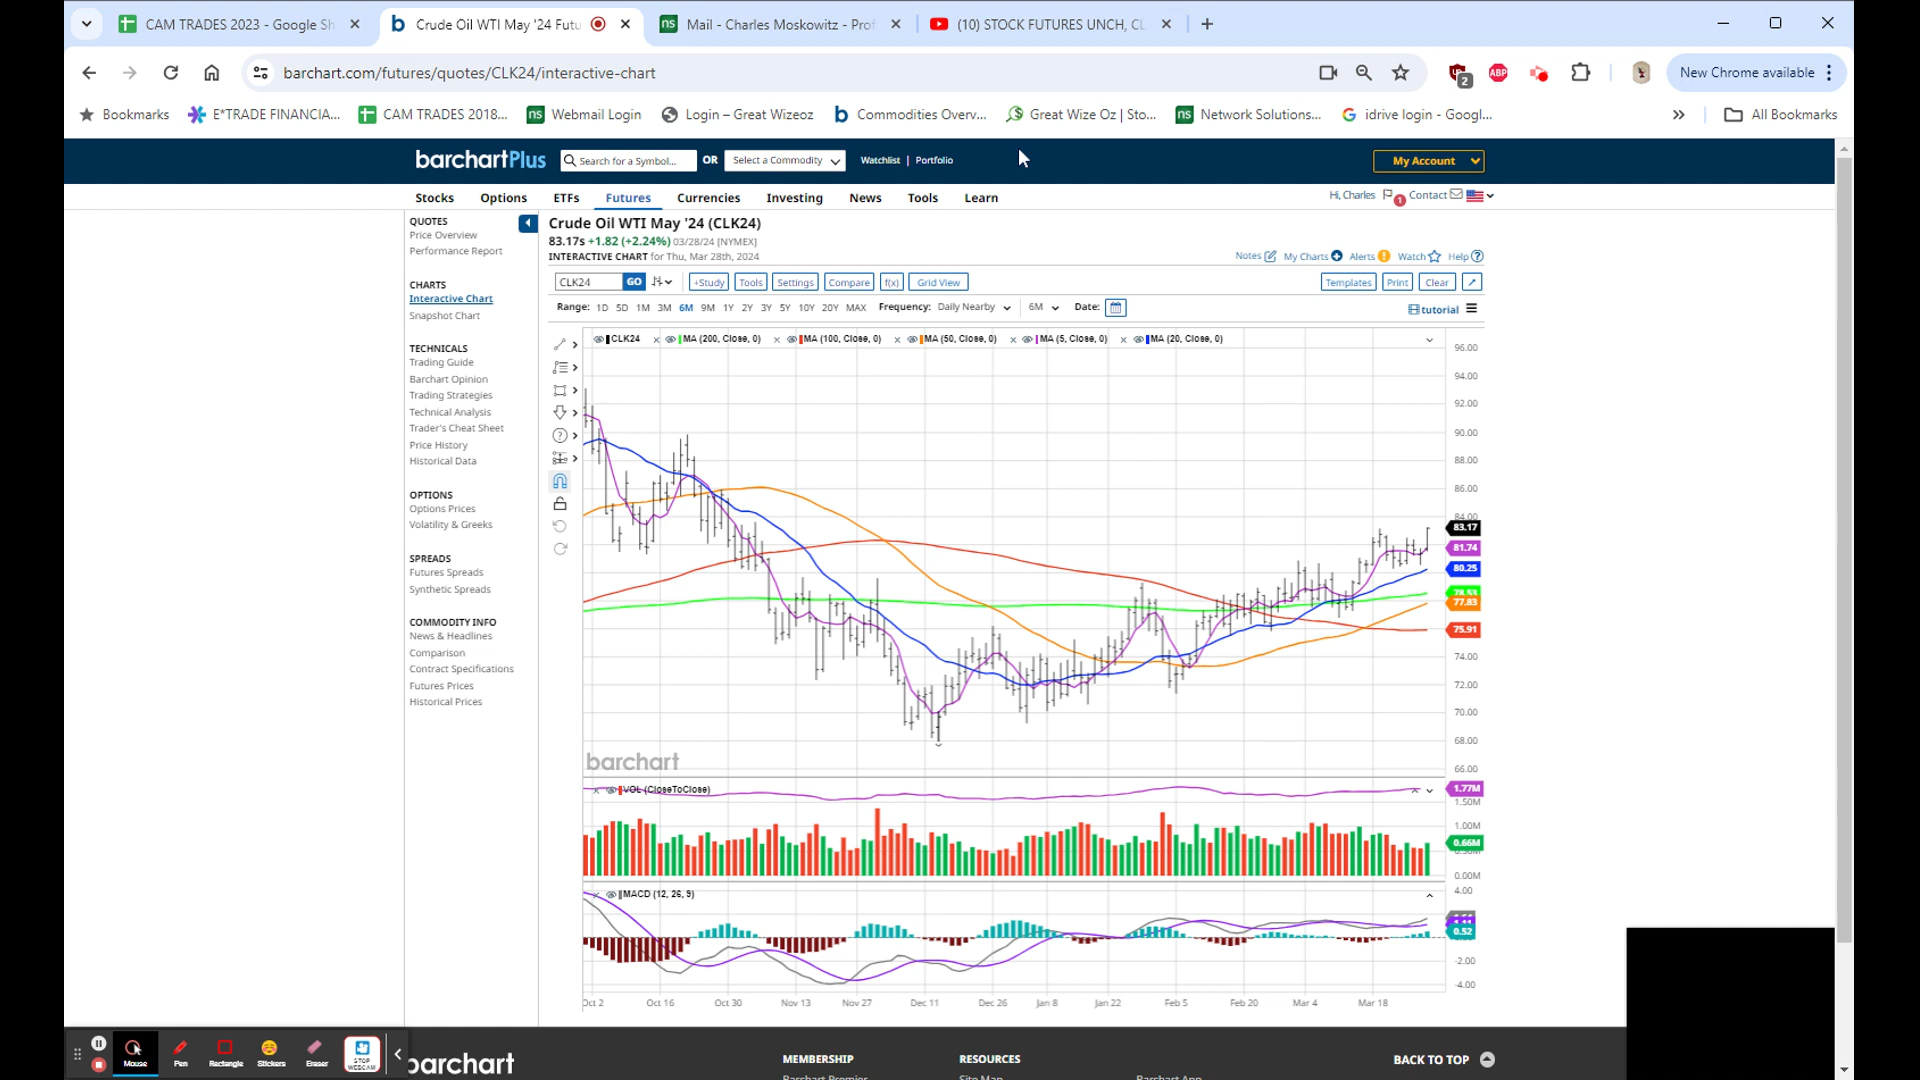 CAM TRADES 2023 - Google Sh
Crude Oil WTI May '24 Futu
Mail - Charles Moskowitz - Prof
(10) STOCK FUTURES UNCH, CL
barchart.com/futures/quotes/CLK24/interactive-chart
2
ABP
New Chrome available
Bookmarks
E*TRADE FINANCIA...
CAM TRADES 2018...
Webmail Login
Login – Great Wizeoz
Commodities Overv...
Great Wize Oz | Sto...
Network Solutions...
idrive login - Googl...
All Bookmarks
barchartPlus
Search for a Symbol...
OR
Select a Commodity
Watchlist | Portfolio
My Account
Stocks Options ETFs Futures Currencies Investing News Tools Learn
Hi, Charles 1 Contact
QUOTES
Price Overview
Performance Report
CHARTS
Interactive Chart
Snapshot Chart
TECHNICALS
Trading Guide
Barchart Opinion
Trading Strategies
Technical Analysis
Trader's Cheat Sheet
Price History
Historical Data
OPTIONS
Options Prices
Volatility & Greeks
SPREADS
Futures Spreads
Synthetic Spreads
COMMODITY INFO
News & Headlines
Comparison
Contract Specifications
Futures Prices
Historical Prices
Crude Oil WTI May '24 (CLK24)
83.17s +1.82 (+2.24%) 03/28/24 [NYMEX]
INTERACTIVE CHART for Thu, Mar 28th, 2024
Notes My Charts Alerts Watch Help
CLK24 GO +Study Tools Settings Compare f(x) Grid View
Templates Print Clear
Range: 1D 5D 1M 3M 6M 9M 1Y 2Y 3Y 5Y 10Y 20Y MAX Frequency: Daily Nearby 6M Date:
tutorial
CLK24 MA (200, Close, 0) MA (100, Close, 0) MA (50, Close, 0) MA (5, Close, 0) MA (20, Close, 0)
96.00
94.00
92.00
90.00
88.00
86.00
84.00
83.17
81.74
80.25
78.53
77.83
75.91
74.00
72.00
70.00
68.00
66.00
barchart
VOL (CloseToClose)
1.77M
1.50M
1.00M
0.66M
0.00M
MACD (12, 26, 9)
4.00
0.52
-2.00
-4.00
Oct 2 Oct 16 Oct 30 Nov 13 Nov 27 Dec 11 Dec 26 Jan 8 Jan 22 Feb 5 Feb 20 Mar 4 Mar 18
Mouse
Pen
Rectangle
Stickers
Eraser
STOP
WEBCAM
barchart
MEMBERSHIP
Barchart Premier
RESOURCES
Site Map
Barchart App
BACK TO TOP